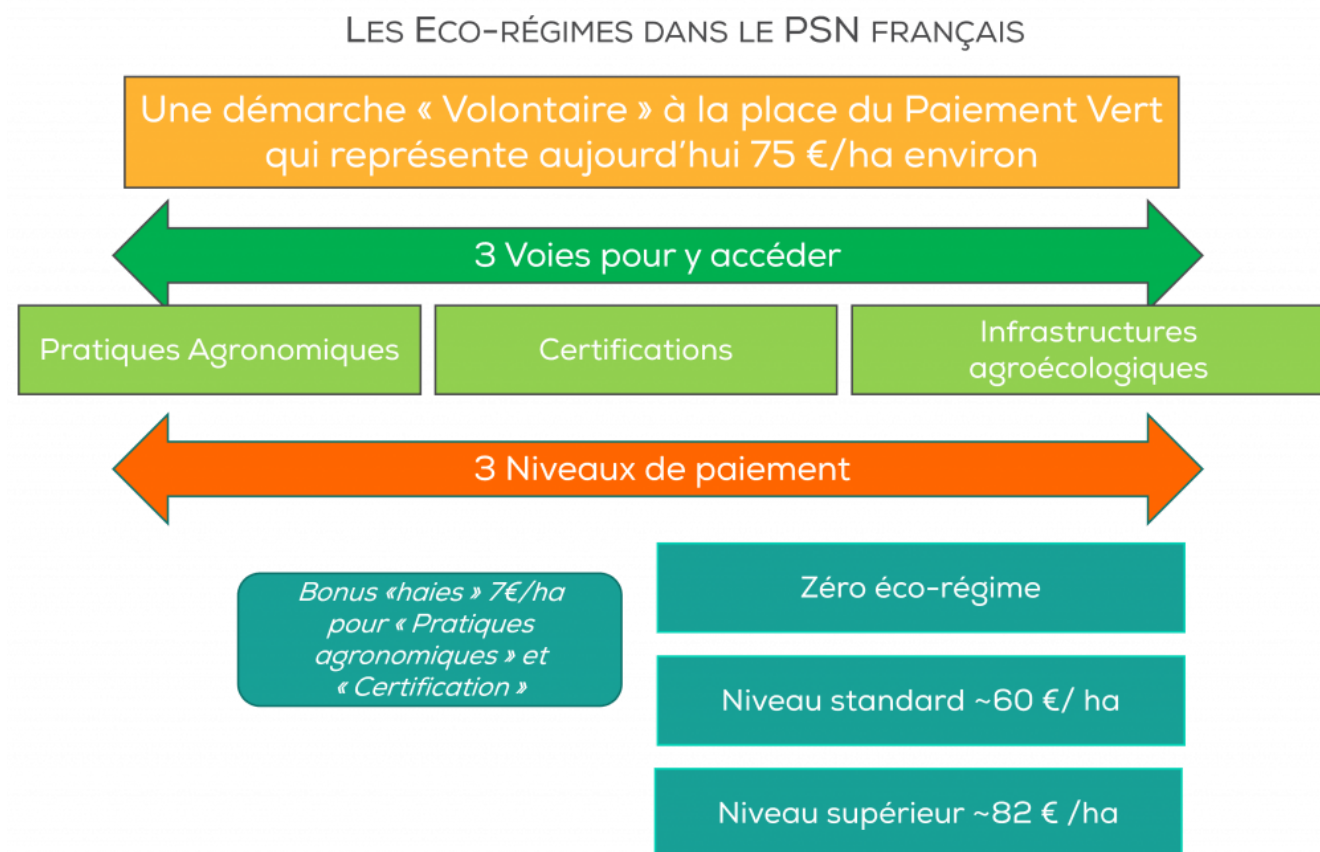 LES ECO-RÉGIMES DANS LE PSN FRANÇAIS
Une démarche « Volontaire » à la place du Paiement Vert
qui représente aujourd'hui 75 €/ha environ
3 Voies pour y accéder
Pratiques Agronomiques
Certifications
Infrastructures
agroécologiques
3 Niveaux de paiement
Bonus «haies » 7€/ha
pour « Pratiques
agronomiques » et
« Certification »
Zéro éco-régime
Niveau standard ~60 €/ ha
Niveau supérieur ~82 € /ha